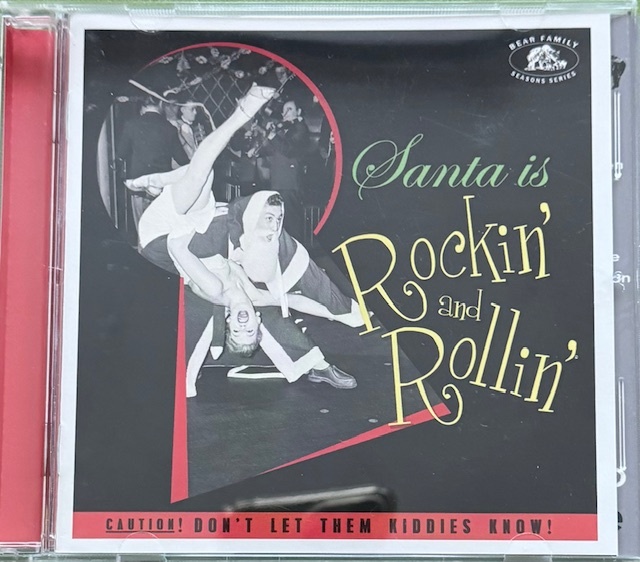 BEAR FAMILY
SEASONS SERIES
Santa is
Rockin'
and
Rollin'
CAUTION! DON'T LET THEM KIDDIES KNOW!